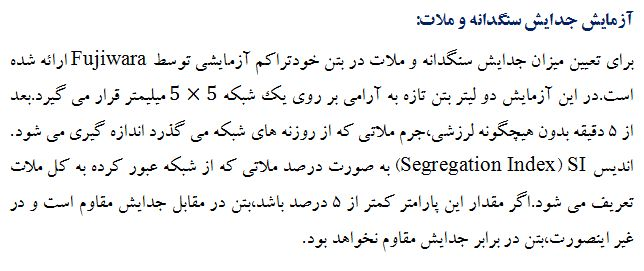 آزمایش جدایش سنگدانه و ملات:
برای تعیین میزان جدایش سنگدانه و ملات در بتن خودتراکم آزمایشی توسط Fujiwara ارائه شده
است.در این آزمایش دو لیتر بتن تازه به آرامی بر روی یک شبکه 5 × 5 میلیمتر قرار می گیرد.بعد
از ۵ دقیقه بدون هیچگونه لرزشی،جرم ملاتی که از روزنه های شبکه می گذرد اندازه گیری می شود.
اندیس SI (Segregation Index) به صورت درصد ملاتی که از شبکه عبور کرده به کل ملات
تعریف می شود.اگر مقدار این پارامتر کمتر از ۵ درصد باشد،بتن در مقابل جدایش مقاوم است و در
غیر اینصورت،بتن در برابر جدایش مقاوم نخواهد بود.